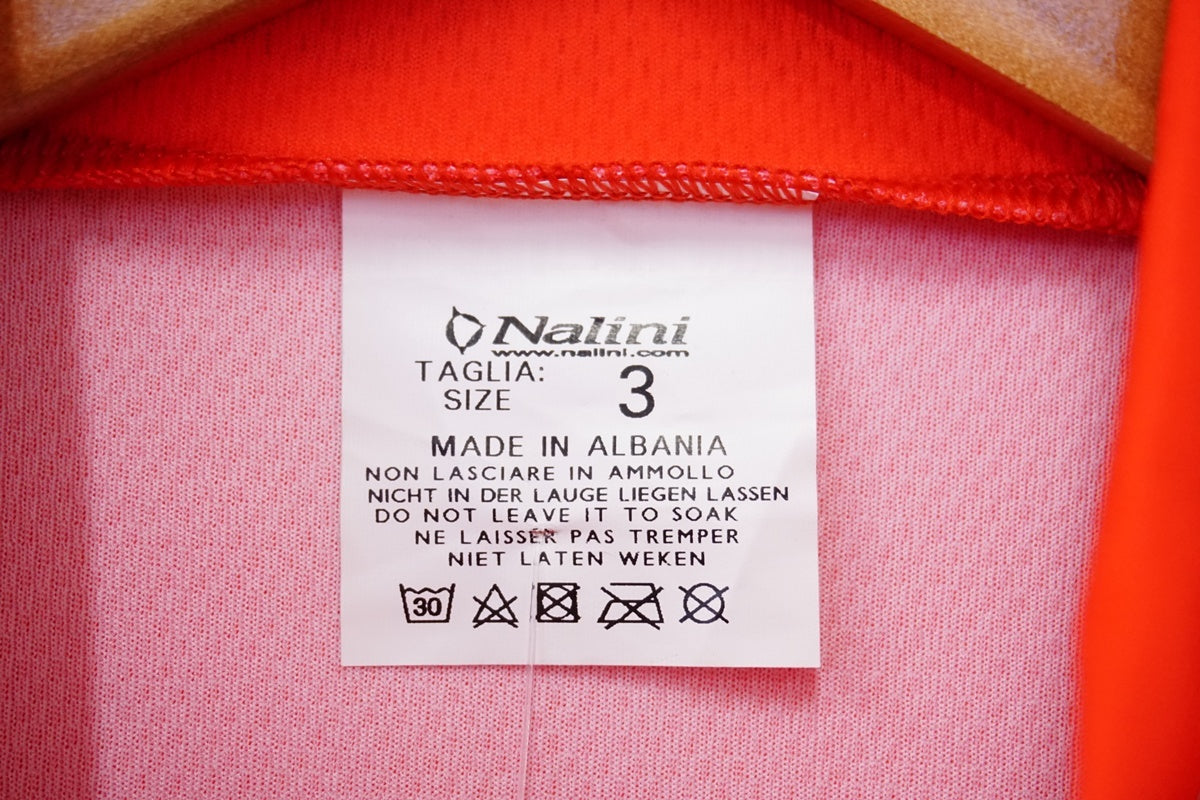 Nalini
www.nalini.com
TAGLIA:
SIZE
3
MADE IN ALBANIA
NON LASCIARE IN AMMOLLO
NICHT IN DER LAUGE LIEGEN LASSEN
DO NOT LEAVE IT TO SOAK
NE LAISSER PAS TREMPER
NIET LATEN WEKEN
30